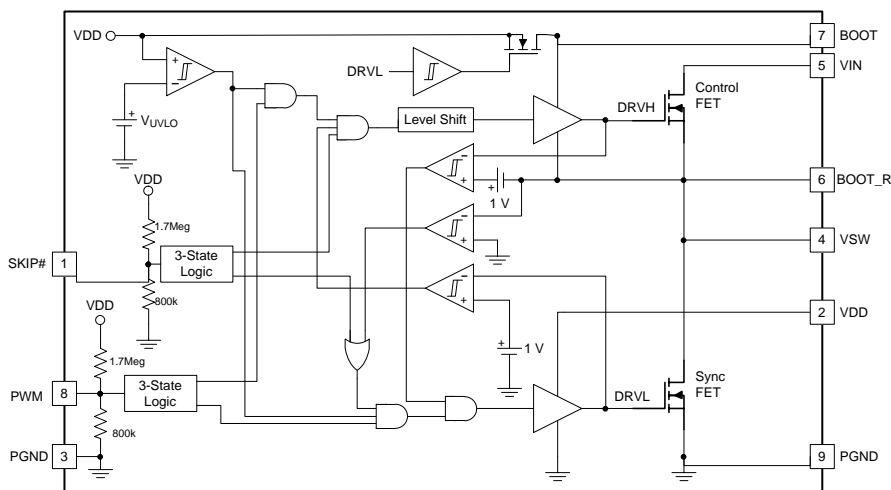 VDD
7 BOOT
5 VIN
DRVL
+
-
Control
FET
DRVH
Level Shift
+
VUVLO
-
+
+
1 V
6 BOOT_R
VDD
1.7Meg
-
+
4 VSW
SKIP#
1
3-State
Logic
800k
-
+
2 VDD
VDD
1.7Meg
+
1 V
PWM
8
3-State
Logic
800k
Sync
FET
DRVL
PGND
3
9 PGND